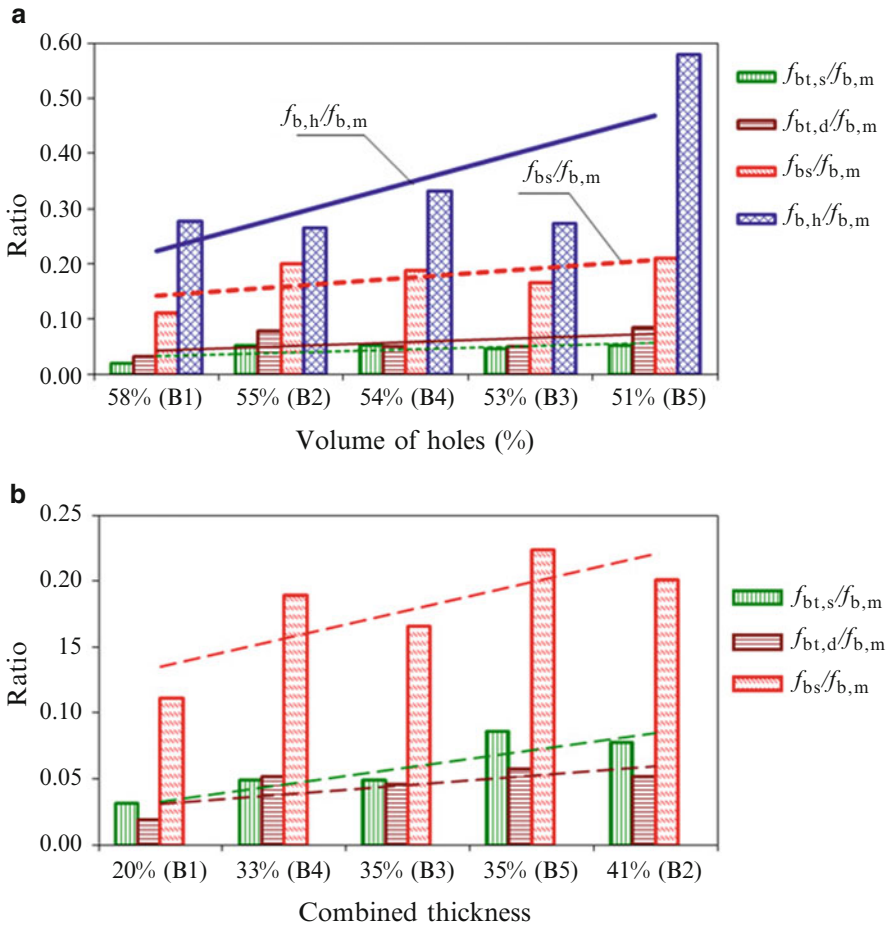 a
0.60
0.50
0.40
0.30
0.20
0.10
0.00
Ratio
f_b,h/f_b,m
f_bs/f_b,m
f_bt,s/f_b,m
f_bt,d/f_b,m
f_bs/f_b,m
f_b,h/f_b,m
58% (B1) 55% (B2) 54% (B4) 53% (B3) 51% (B5)
Volume of holes (%)
b
0.25
0.20
15
0.10
0.05
0.00
Ratio
f_bt,s/f_b,m
f_bt,d/f_b,m
f_bs/f_b,m
20% (B1) 33% (B4) 35% (B3) 35% (B5) 41% (B2)
Combined thickness